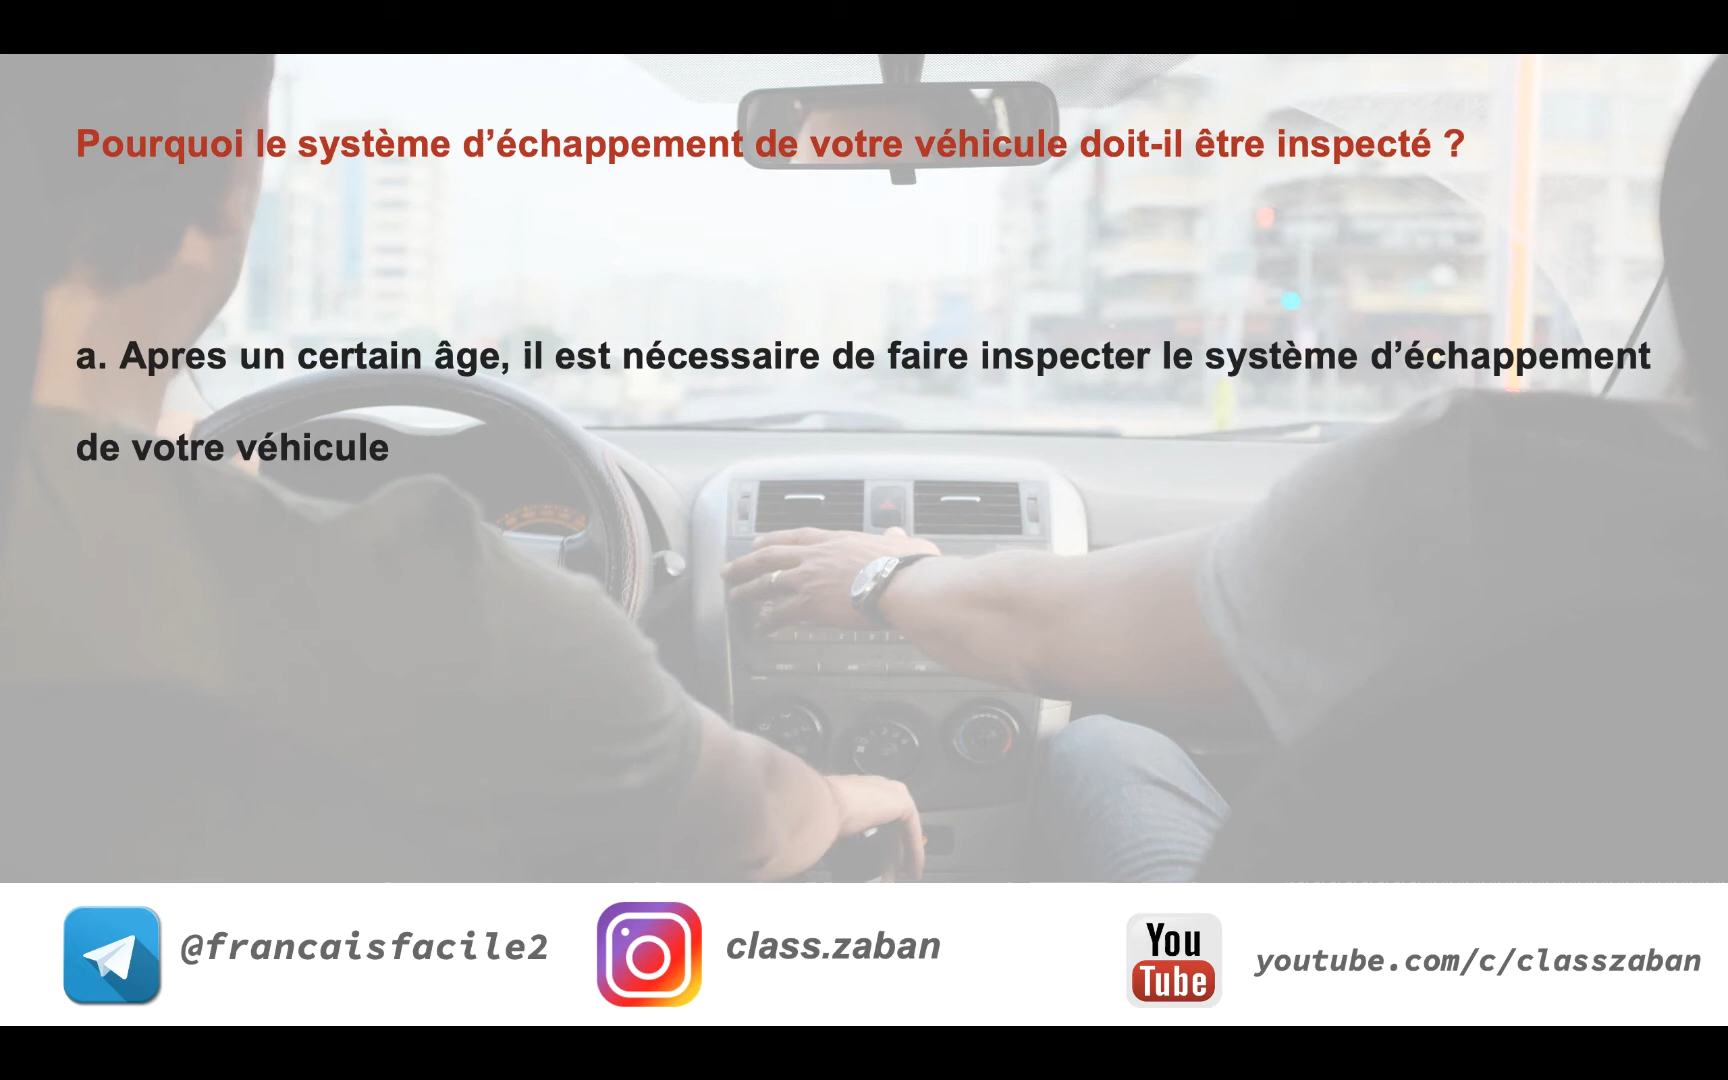 Pourquoi le système d’échappement de votre véhicule doit-il être inspecté ?
a. Apres un certain âge, il est nécessaire de faire inspecter le système d’échappement
de votre véhicule
@francaisfacile2
class.zaban
You
Tube
youtube.com/c/classzaban